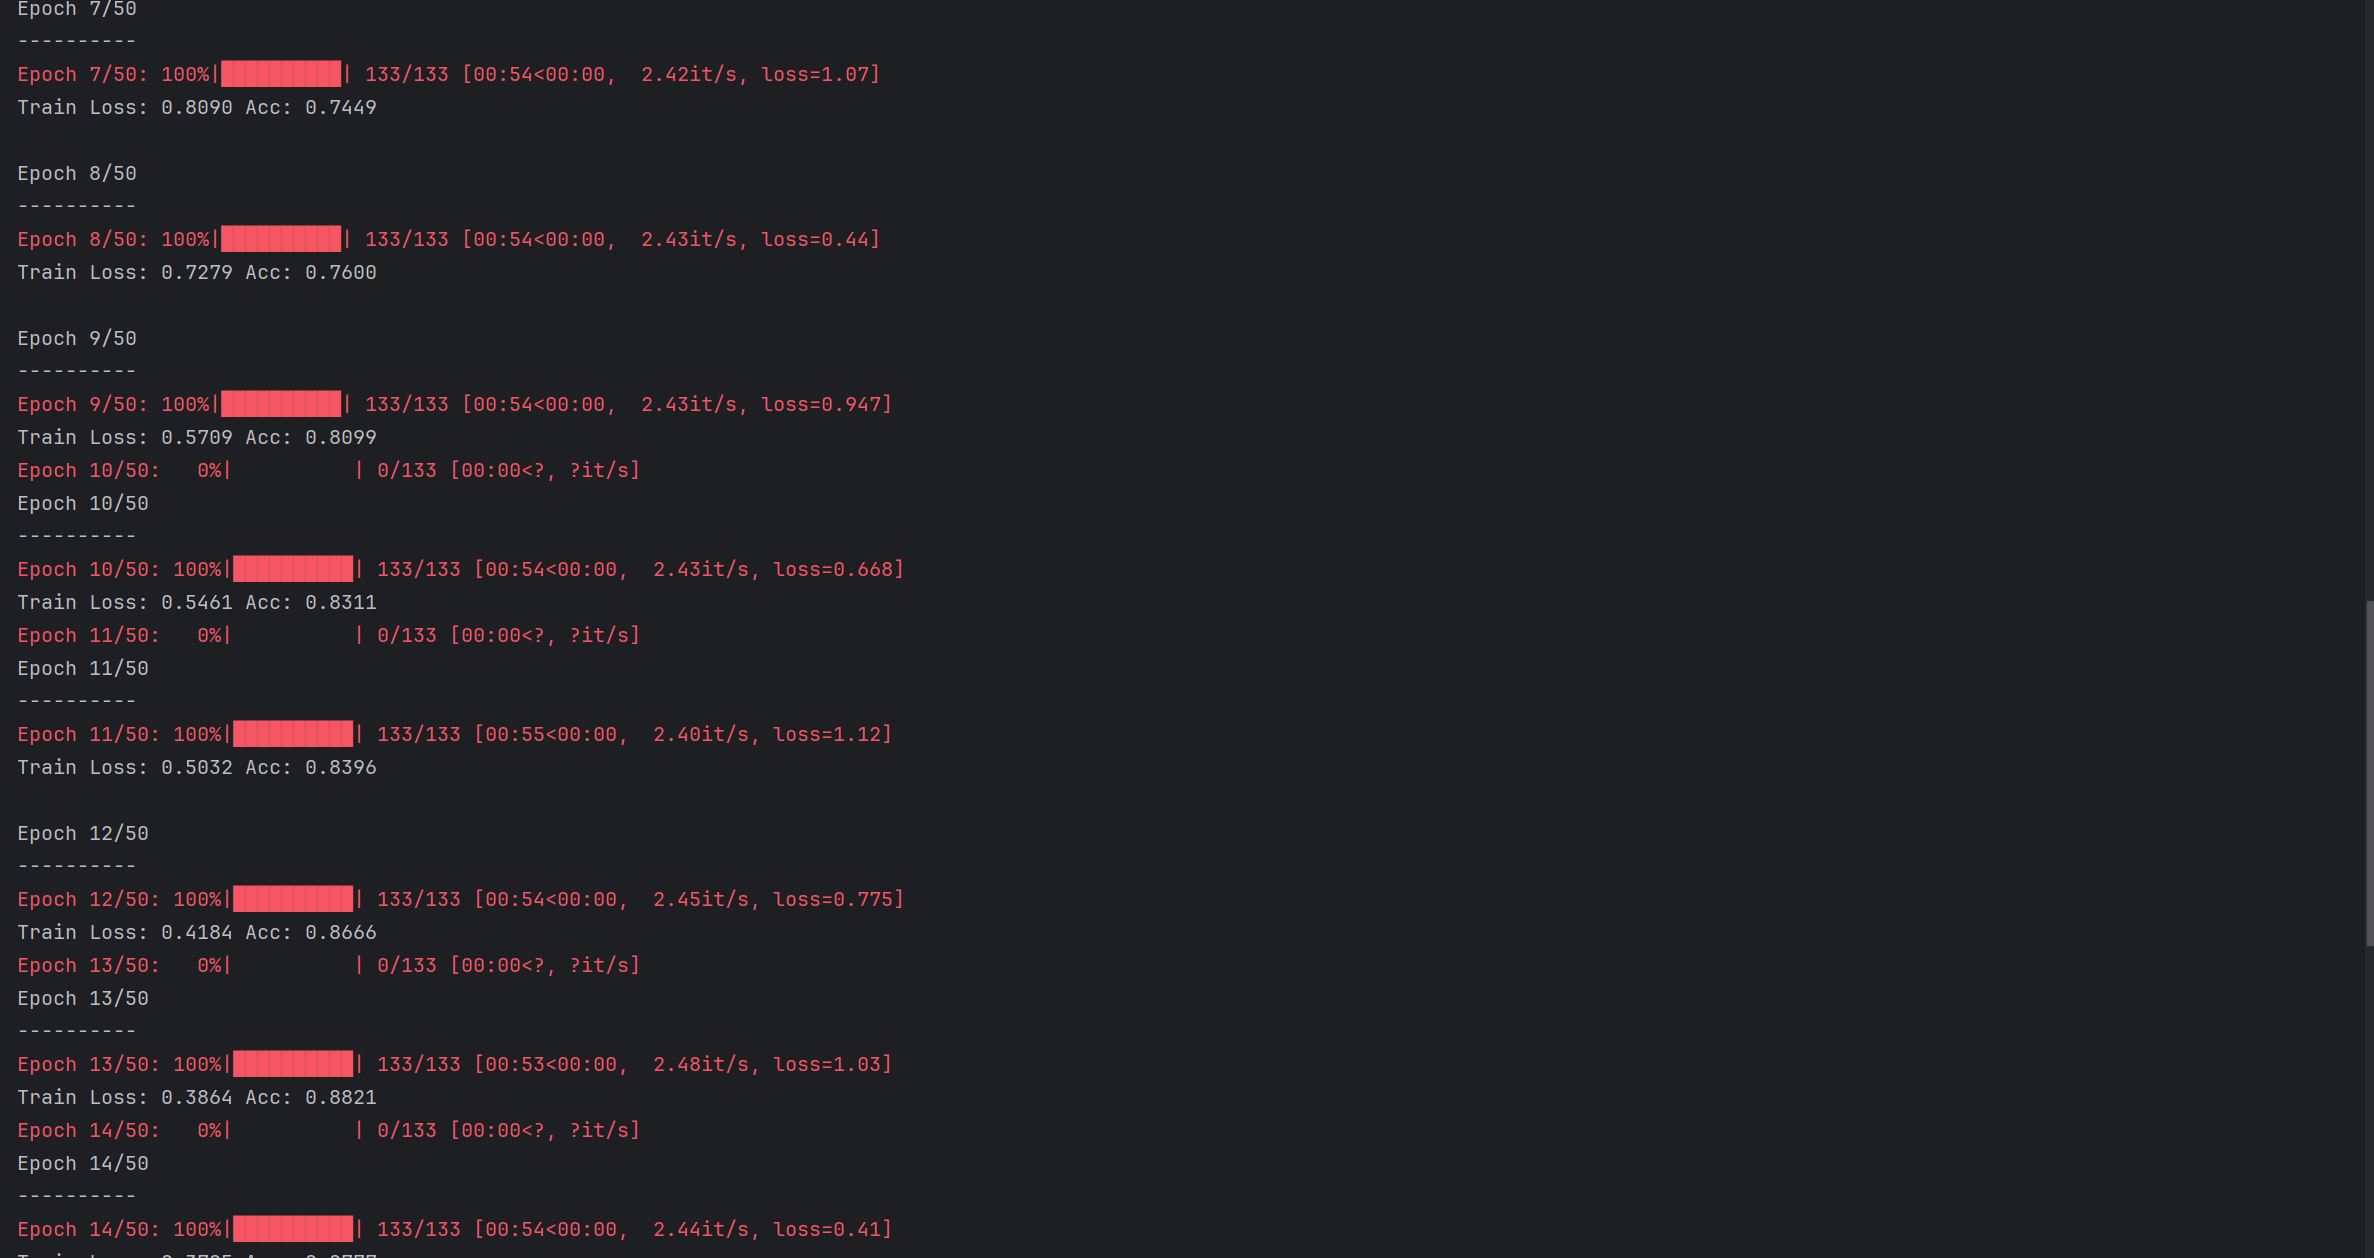 Epoch 7/50
----------
Epoch 7/50: 100%|██████████| 133/133 [00:54<00:00,  2.42it/s, loss=1.07]
Train Loss: 0.8090 Acc: 0.7449
Epoch 8/50
----------
Epoch 8/50: 100%|██████████| 133/133 [00:54<00:00,  2.43it/s, loss=0.44]
Train Loss: 0.7279 Acc: 0.7600
Epoch 9/50
----------
Epoch 9/50: 100%|██████████| 133/133 [00:54<00:00,  2.43it/s, loss=0.947]
Train Loss: 0.5709 Acc: 0.8099
Epoch 10/50:   0%|          | 0/133 [00:00<?, ?it/s]
Epoch 10/50
----------
Epoch 10/50: 100%|██████████| 133/133 [00:54<00:00,  2.43it/s, loss=0.668]
Train Loss: 0.5461 Acc: 0.8311
Epoch 11/50:   0%|          | 0/133 [00:00<?, ?it/s]
Epoch 11/50
----------
Epoch 11/50: 100%|██████████| 133/133 [00:55<00:00,  2.40it/s, loss=1.12]
Train Loss: 0.5032 Acc: 0.8396
Epoch 12/50
----------
Epoch 12/50: 100%|██████████| 133/133 [00:54<00:00,  2.45it/s, loss=0.775]
Train Loss: 0.4184 Acc: 0.8666
Epoch 13/50:   0%|          | 0/133 [00:00<?, ?it/s]
Epoch 13/50
----------
Epoch 13/50: 100%|██████████| 133/133 [00:53<00:00,  2.48it/s, loss=1.03]
Train Loss: 0.3864 Acc: 0.8821
Epoch 14/50:   0%|          | 0/133 [00:00<?, ?it/s]
Epoch 14/50
----------
Epoch 14/50: 100%|██████████| 133/133 [00:54<00:00,  2.44it/s, loss=0.41]
Train